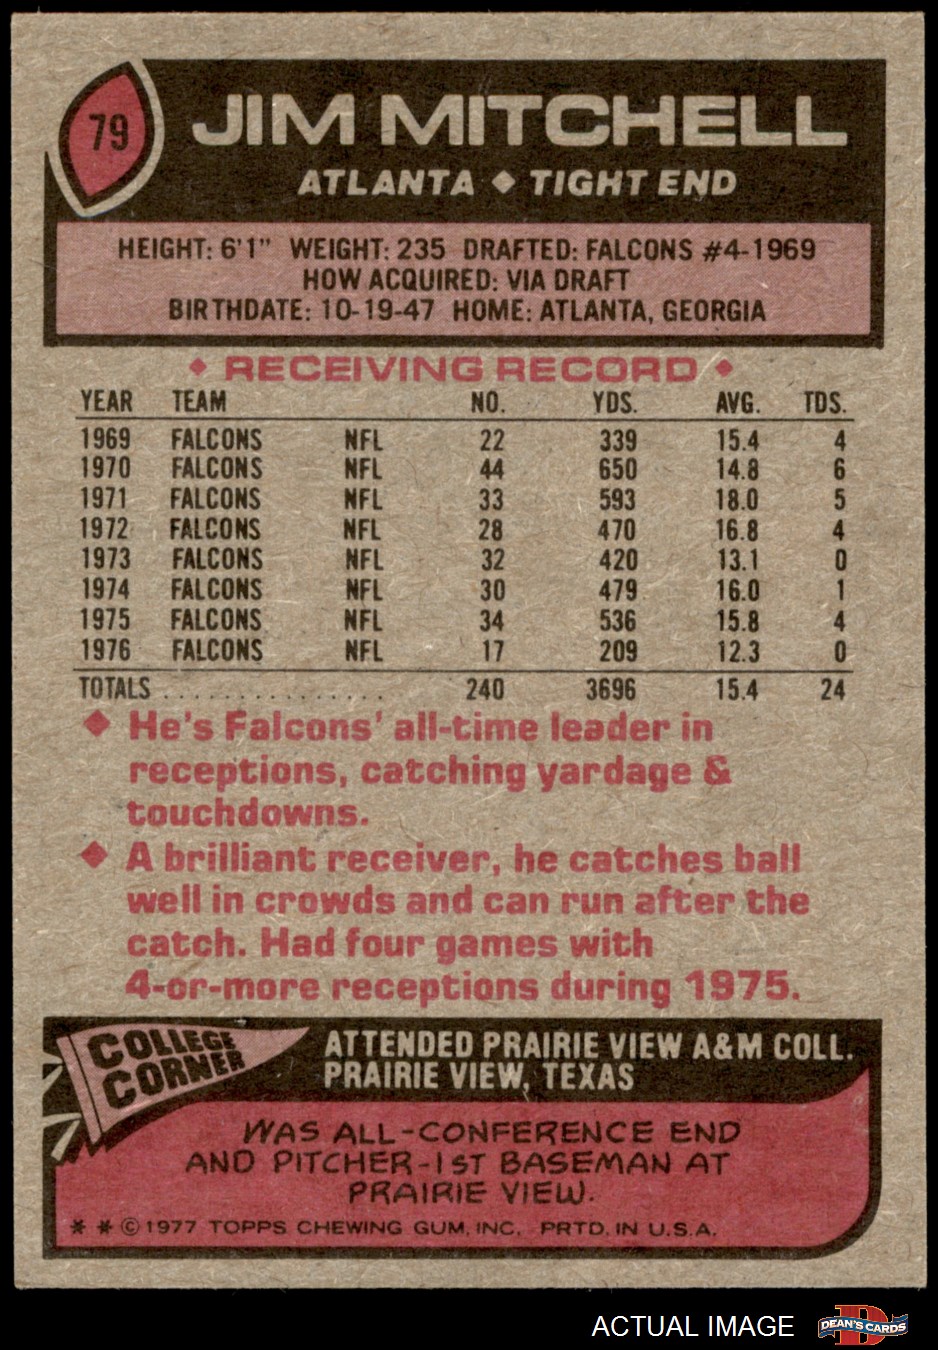 79
JIM MITCHELL
ATLANTA ◆ TIGHT END
HEIGHT: 6'1" WEIGHT: 235 DRAFTED: FALCONS #4-1969
HOW ACQUIRED: VIA DRAFT
BIRTHDATE: 10-19-47 HOME: ATLANTA, GEORGIA
◆ RECEIVING RECORD ◆
YEAR TEAM NO. YDS. AVG. TDS.
1969 FALCONS NFL 22 339 15.4 4
1970 FALCONS NFL 44 650 14.8 6
1971 FALCONS NFL 33 593 18.0 5
1972 FALCONS NFL 28 470 16.8 4
1973 FALCONS NFL 32 420 13.1 0
1974 FALCONS NFL 30 479 16.0 1
1975 FALCONS NFL 34 536 15.8 4
1976 FALCONS NFL 17 209 12.3 0
TOTALS . . . . . . . . . . . . . . 240 3696 15.4 24
◆ He's Falcons' all-time leader in
receptions, catching yardage &
touchdowns.
◆ A brilliant receiver, he catches ball
well in crowds and can run after the
catch. Had four games with
4-or-more receptions during 1975.
COLLEGE
CORNER
ATTENDED PRAIRIE VIEW A&M COLL.
PRAIRIE VIEW, TEXAS
WAS ALL-CONFERENCE END
AND PITCHER-1ST BASEMAN AT
PRAIRIE VIEW.
* * © 1977 TOPPS CHEWING GUM, INC. PRTD. IN U.S.A.
ACTUAL IMAGE
D
DEAN'S CARDS